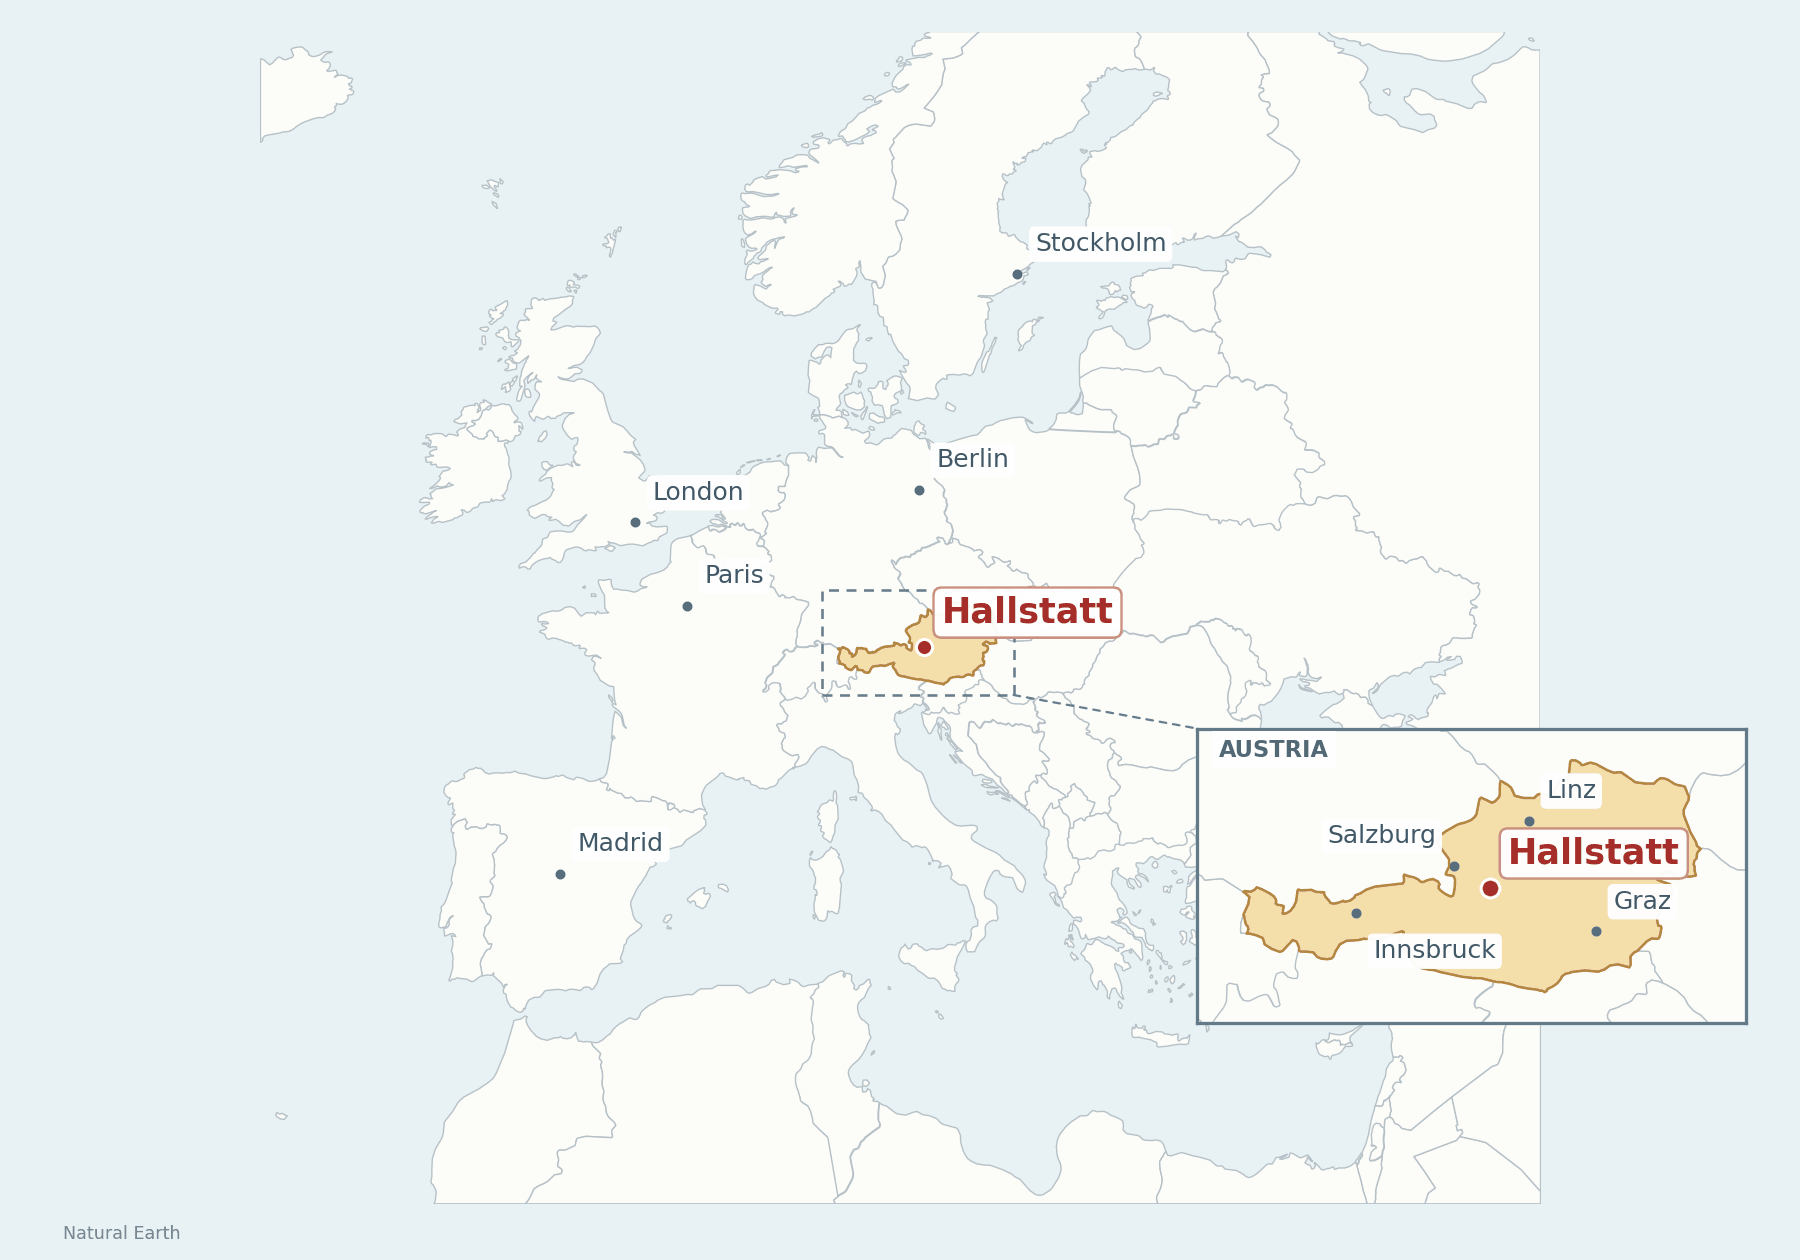 Stockholm
Berlin
London
Paris
Hallstatt
Madrid
AUSTRIA
Linz
Salzburg
Hallstatt
Graz
Innsbruck
Natural Earth